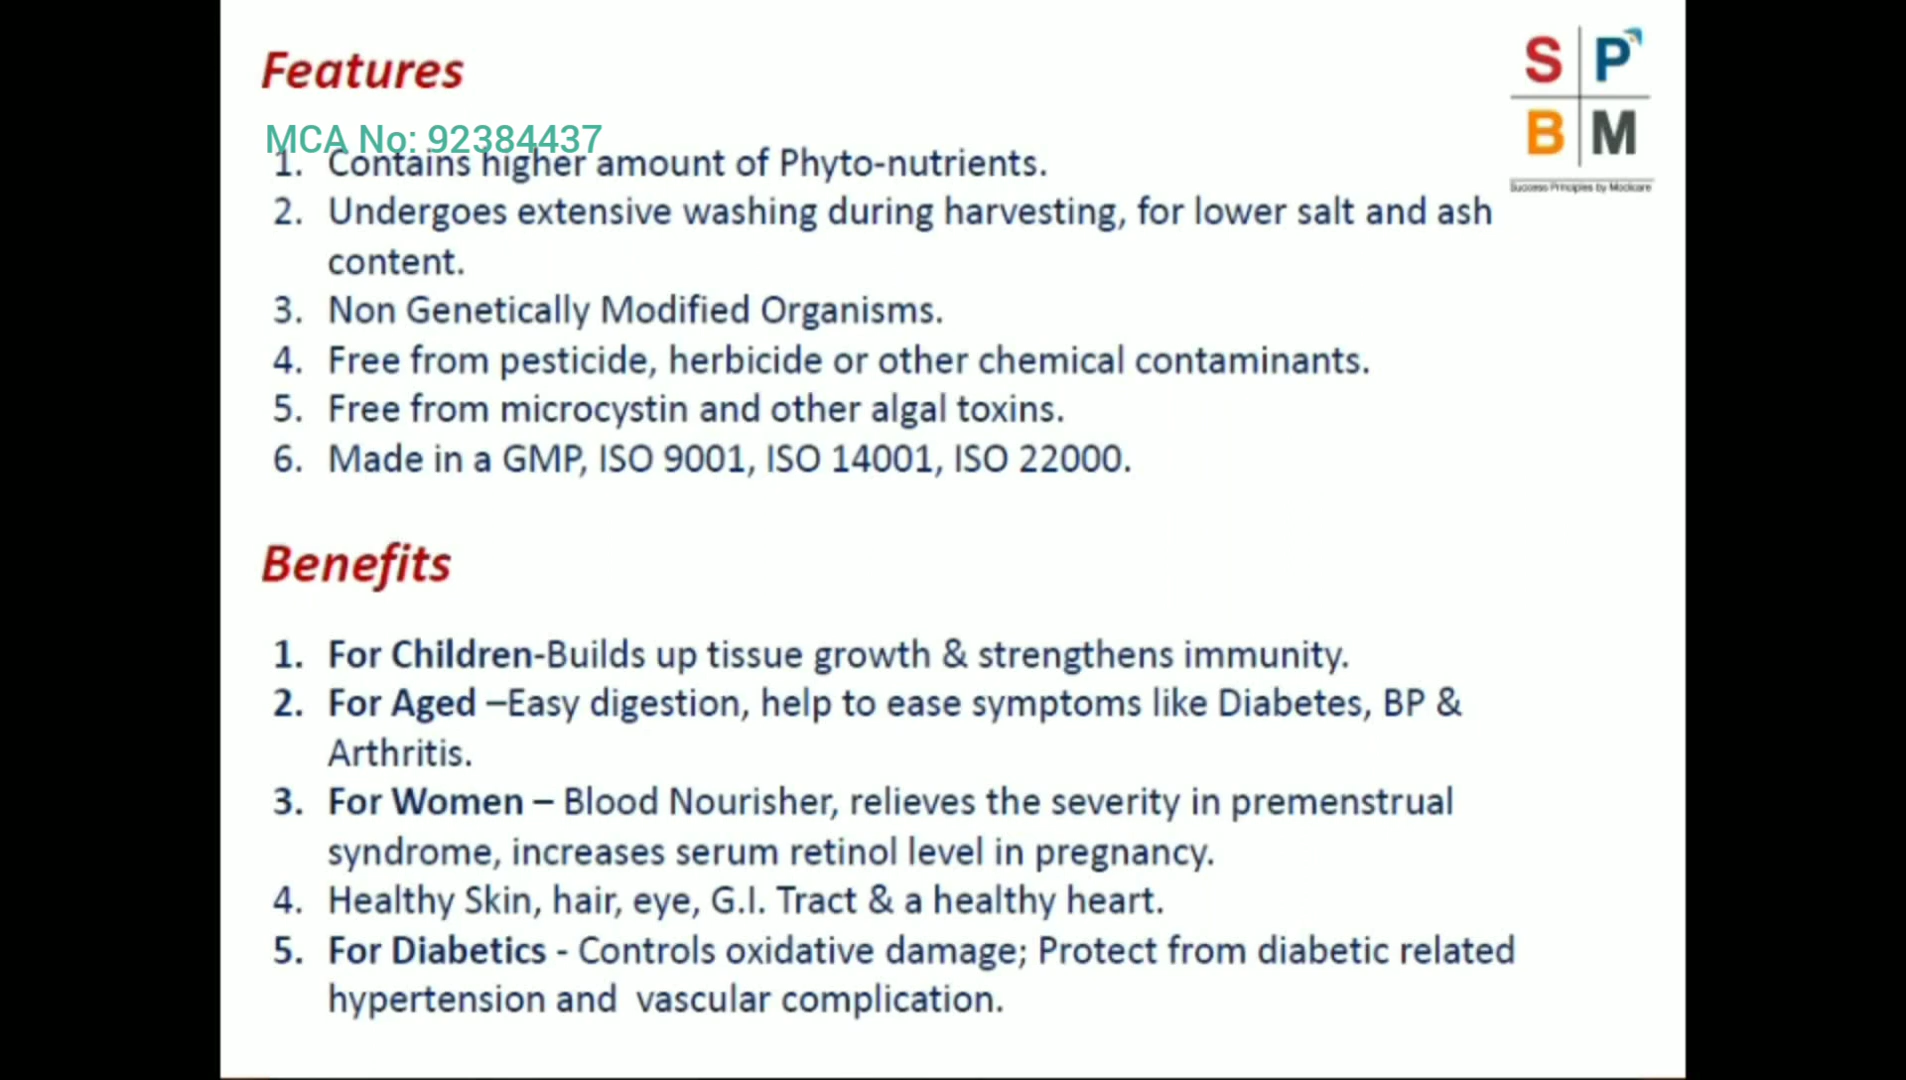 Features
S P
B M
Success Principles by Modicare
MCA No: 92384437
1. Contains higher amount of Phyto-nutrients.
2. Undergoes extensive washing during harvesting, for lower salt and ash
content.
3. Non Genetically Modified Organisms.
4. Free from pesticide, herbicide or other chemical contaminants.
5. Free from microcystin and other algal toxins.
6. Made in a GMP, ISO 9001, ISO 14001, ISO 22000.
Benefits
1. For Children-Builds up tissue growth & strengthens immunity.
2. For Aged –Easy digestion, help to ease symptoms like Diabetes, BP &
Arthritis.
3. For Women – Blood Nourisher, relieves the severity in premenstrual
syndrome, increases serum retinol level in pregnancy.
4. Healthy Skin, hair, eye, G.I. Tract & a healthy heart.
5. For Diabetics - Controls oxidative damage; Protect from diabetic related
hypertension and vascular complication.